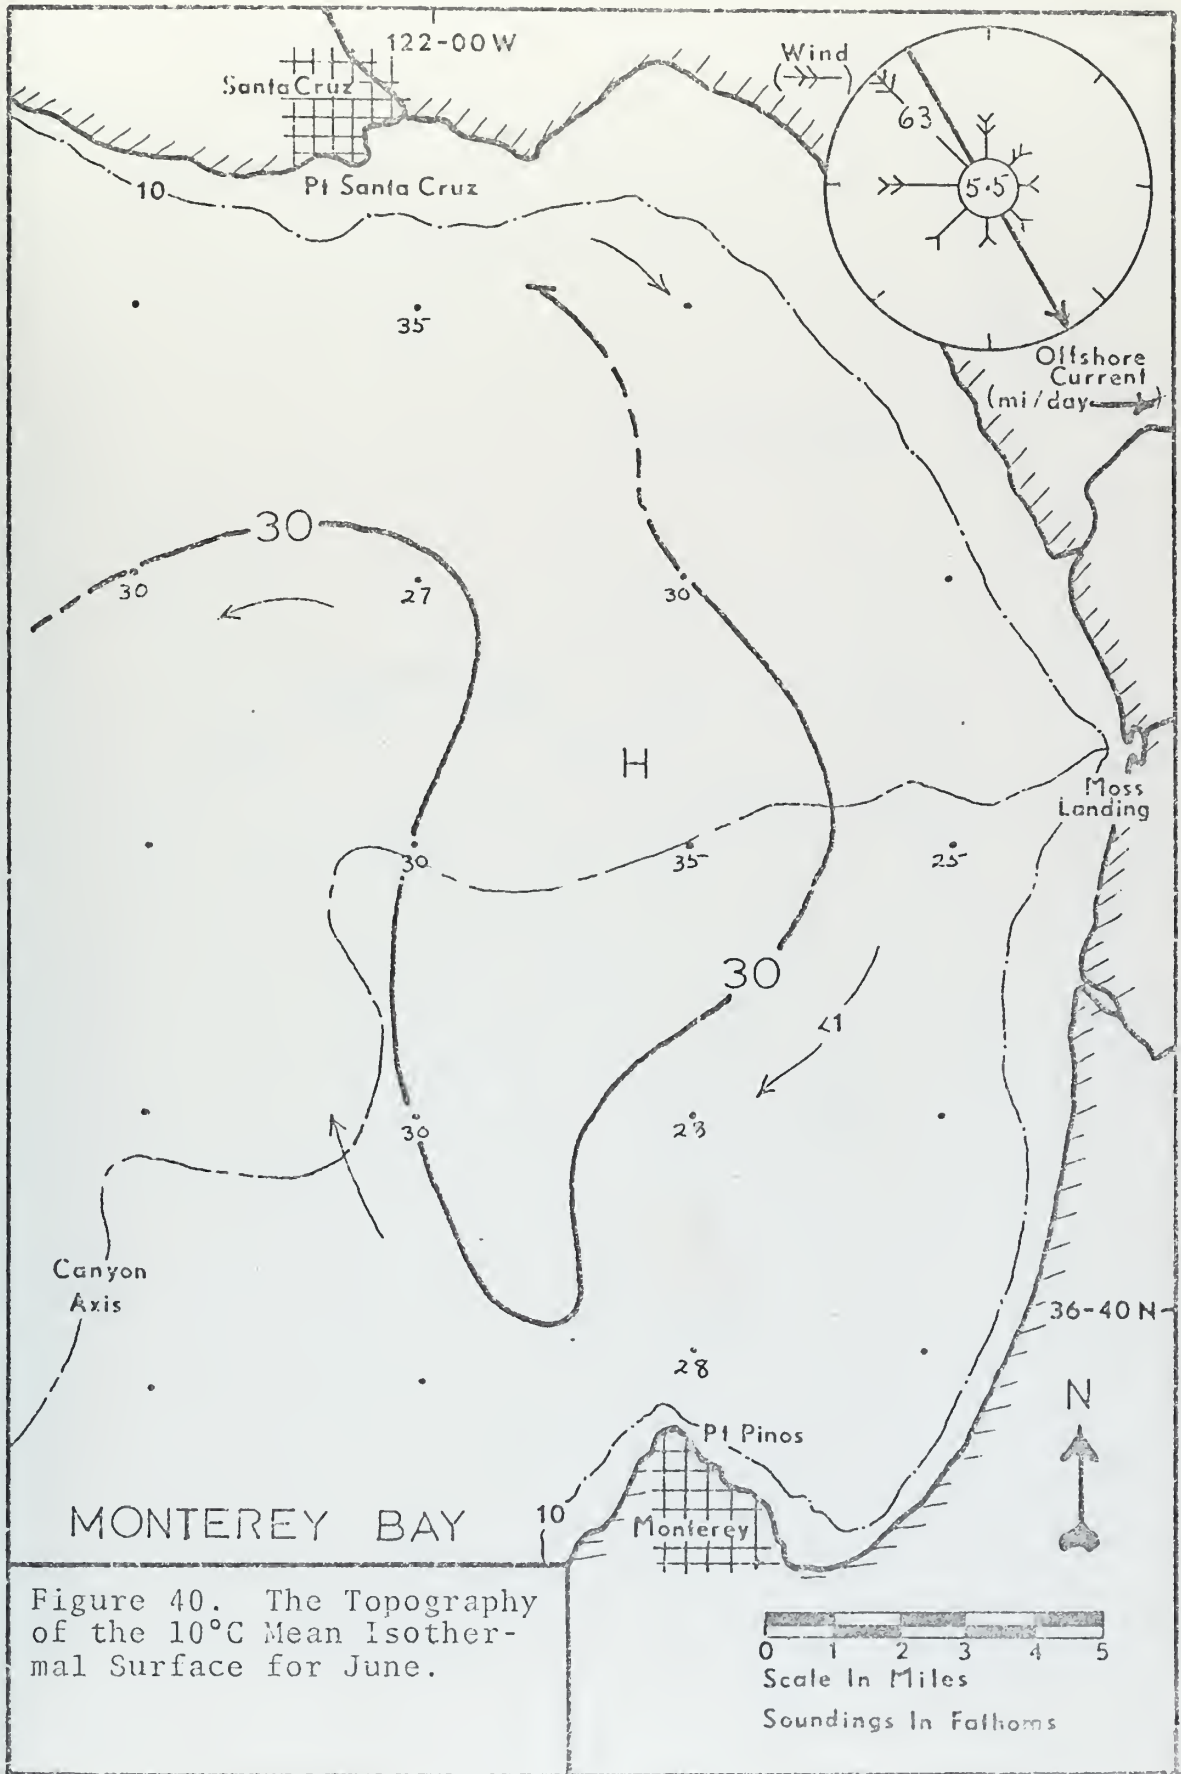 122-00W
Wind
Santa Cruz
63
5.5
10
Pt Santa Cruz
35
Offshore
Current
(mi/day )
30
30
27
30
H
Moss
Landing
30
35
25
30
<1
30
28
Canyon
Axis
36-40 N
28
N
Pt Pinos
10
MONTEREY BAY
Monterey
Figure 40. The Topography
of the 10°C Mean Isother-
mal Surface for June.
0 1 2 3 4 5
Scale In Miles
Soundings In Fathoms